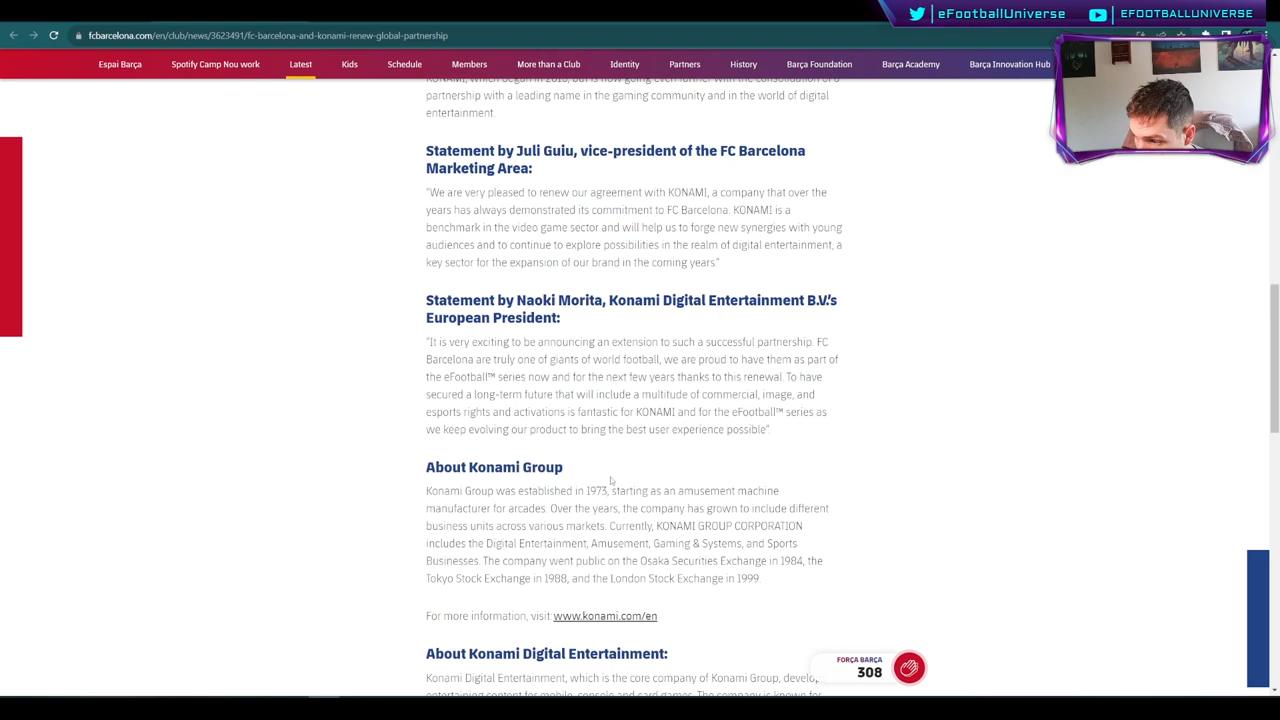 eFootballUniverse
EFOOTBALLUNIVERSE
fcbarcelona.com/en/club/news/3623491/fc-barcelona-and-konami-renew-global-partnership
Espai Barça
Spotify Camp Nou work
Latest
Kids
Schedule
Members
More than a Club
Identity
Partners
History
Barça Foundation
Barça Academy
Barça Innovation Hub
KONAMI, which began in 2015, but is now going even further with the consolidation of a
partnership with a leading name in the gaming community and in the world of digital
entertainment.
Statement by Juli Guiu, vice-president of the FC Barcelona
Marketing Area:
"We are very pleased to renew our agreement with KONAMI, a company that over the
years has always demonstrated its commitment to FC Barcelona. KONAMI is a
benchmark in the video game sector and will help us to forge new synergies with young
audiences and to continue to explore possibilities in the realm of digital entertainment, a
key sector for the expansion of our brand in the coming years."
Statement by Naoki Morita, Konami Digital Entertainment B.V.'s
European President:
"It is very exciting to be announcing an extension to such a successful partnership. FC
Barcelona are truly one of giants of world football, we are proud to have them as part of
the eFootball™ series now and for the next few years thanks to this renewal. To have
secured a long-term future that will include a multitude of commercial, image, and
esports rights and activations is fantastic for KONAMI and for the eFootball™ series as
we keep evolving our product to bring the best user experience possible".
About Konami Group
Konami Group was established in 1973, starting as an amusement machine
manufacturer for arcades. Over the years, the company has grown to include different
business units across various markets. Currently, KONAMI GROUP CORPORATION
includes the Digital Entertainment, Amusement, Gaming & Systems, and Sports
Businesses. The company went public on the Osaka Securities Exchange in 1984, the
Tokyo Stock Exchange in 1988, and the London Stock Exchange in 1999.
For more information, visit: www.konami.com/en
About Konami Digital Entertainment:
FORÇA BARÇA
308
Konami Digital Entertainment, which is the core company of Konami Group, develop
entertaining content for mobile, console and card games. The company is known for